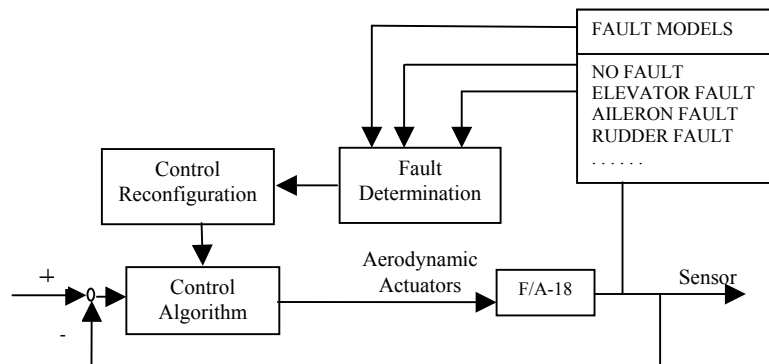 FAULT MODELS
NO FAULT
ELEVATOR FAULT
AILERON FAULT
RUDDER FAULT
. . . . . .
Control
Reconfiguration
Fault
Determination
+
-
Control
Algorithm
Aerodynamic
Actuators
F/A-18
Sensor